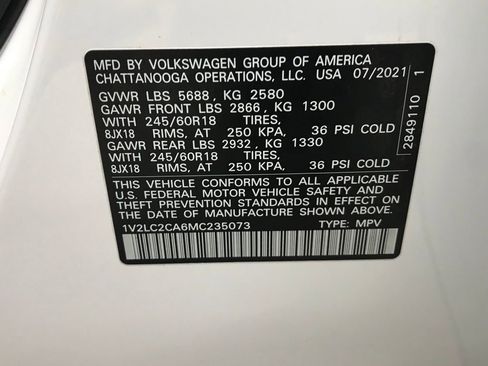 MFD BY VOLKSWAGEN GROUP OF AMERICA
CHATTANOOGA OPERATIONS, LLC. USA 07/2021
GVWR LBS 5688, KG 2580
GAWR FRONT LBS 2866, KG 1300
WITH 245/60R18 TIRES,
8JX18 RIMS, AT 250 KPA, 36 PSI COLD
GAWR REAR LBS 2932, KG 1330
WITH 245/60R18 TIRES,
8JX18 RIMS, AT 250 KPA, 36 PSI COLD
THIS VEHICLE CONFORMS TO ALL APPLICABLE
U.S. FEDERAL MOTOR VEHICLE SAFETY AND
THEFT PREVENTION STANDARDS IN EFFECT ON
THE DATE OF MANUFACTURE SHOWN ABOVE.
1V2LC2CA6MC235073 TYPE: MPV
2849110 1